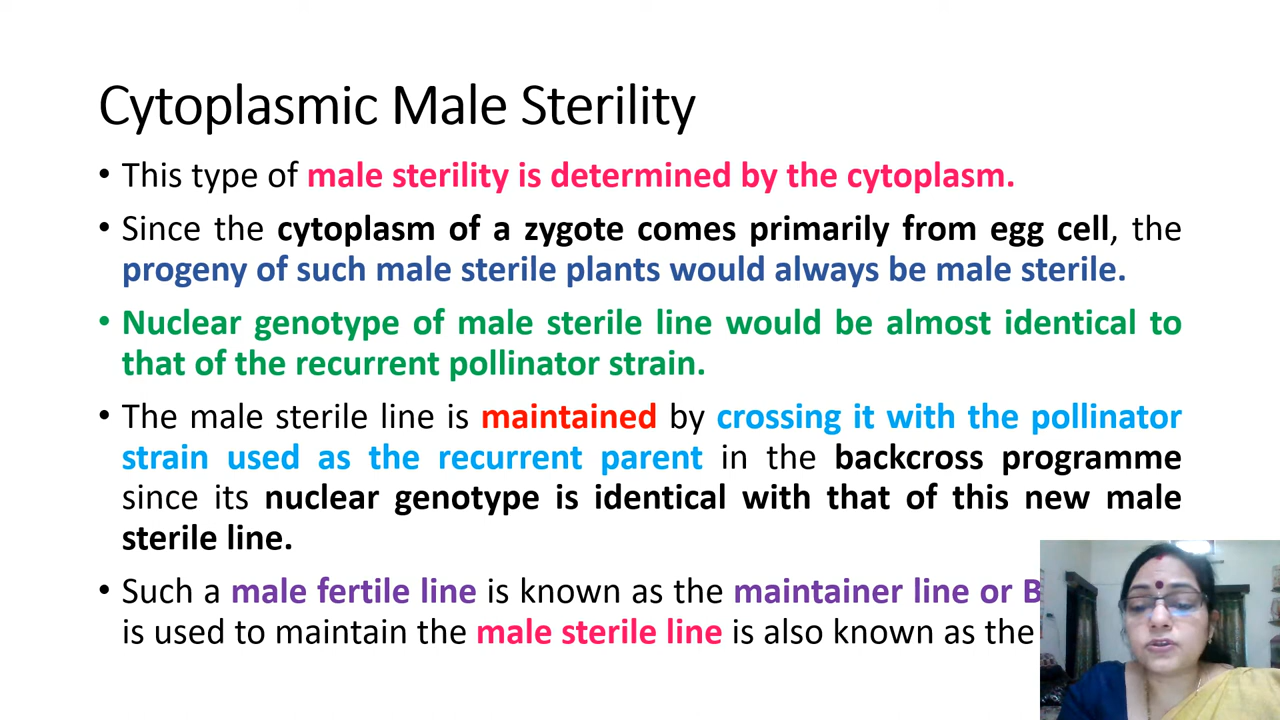 Cytoplasmic Male Sterility
• This type of male sterility is determined by the cytoplasm.
• Since the cytoplasm of a zygote comes primarily from egg cell, the
progeny of such male sterile plants would always be male sterile.
• Nuclear genotype of male sterile line would be almost identical to
that of the recurrent pollinator strain.
• The male sterile line is maintained by crossing it with the pollinator
strain used as the recurrent parent in the backcross programme
since its nuclear genotype is identical with that of this new male
sterile line.
• Such a male fertile line is known as the maintainer line or B
is used to maintain the male sterile line is also known as the